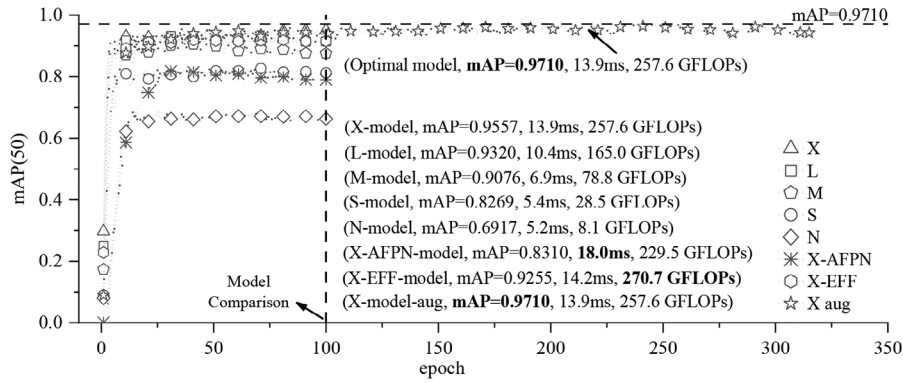 mAP=0.9710
1.0
0.8
0.6
0.4
0.2
0.0
mAP(50)
(Optimal model, mAP=0.9710, 13.9ms, 257.6 GFLOPs)
(X-model, mAP=0.9557, 13.9ms, 257.6 GFLOPs)
(L-model, mAP=0.9320, 10.4ms, 165.0 GFLOPs)
(M-model, mAP=0.9076, 6.9ms, 78.8 GFLOPs)
(S-model, mAP=0.8269, 5.4ms, 28.5 GFLOPs)
(N-model, mAP=0.6917, 5.2ms, 8.1 GFLOPs)
(X-AFPN-model, mAP=0.8310, 18.0ms, 229.5 GFLOPs)
(X-EFF-model, mAP=0.9255, 14.2ms, 270.7 GFLOPs)
(X-model-aug, mAP=0.9710, 13.9ms, 257.6 GFLOPs)
X
L
M
S
N
X-AFPN
X-EFF
X aug
Model
Comparison
0
50
100
150
200
250
300
350
epoch